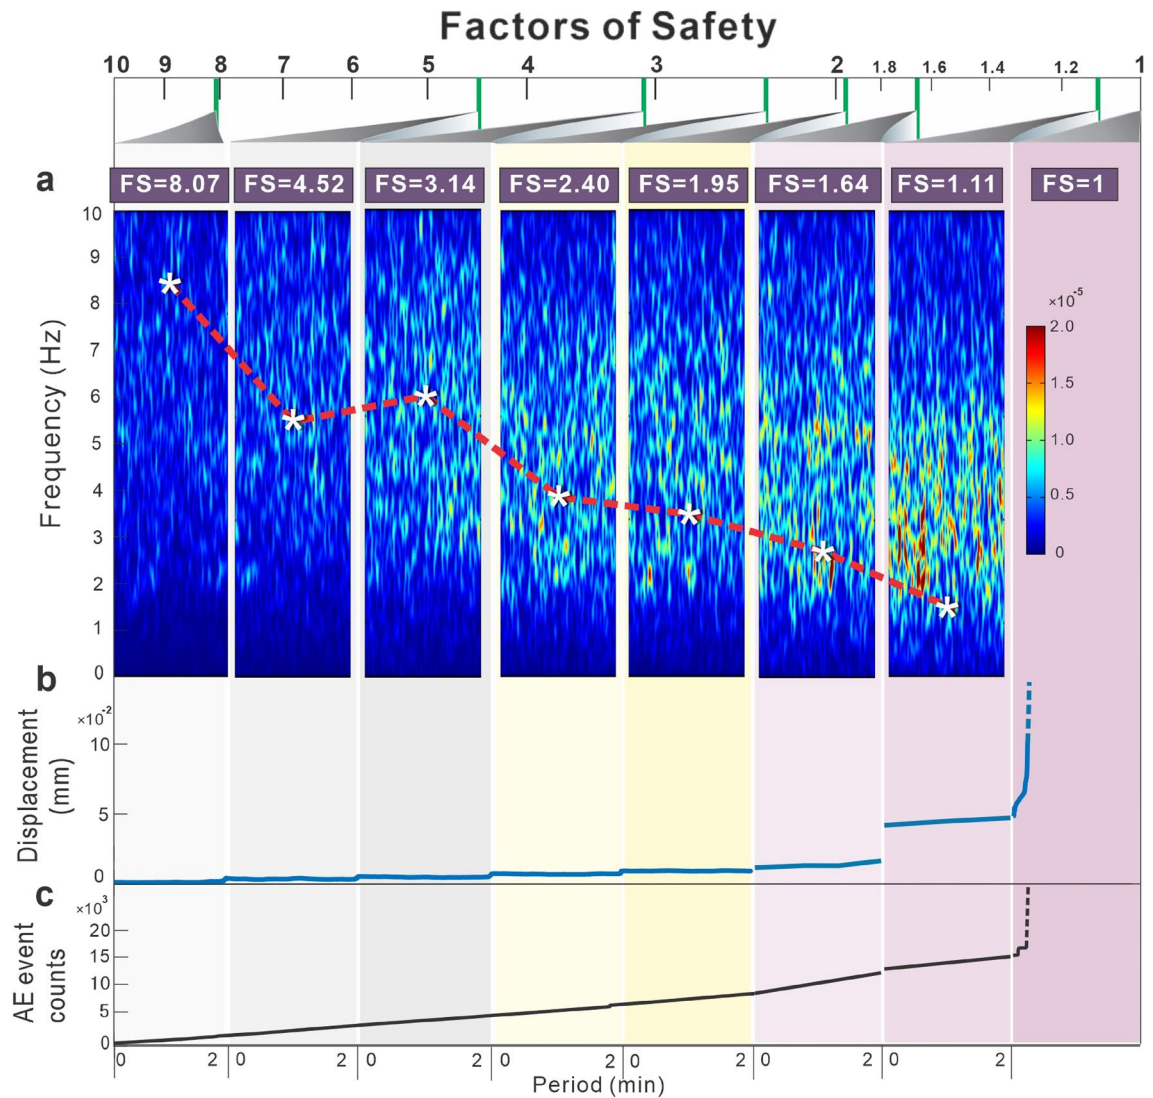 Factors of Safety
10 9 8 7 6 5 4 3 2 1.8 1.6 1.4 1.2 1
a
FS=8.07 FS=4.52 FS=3.14 FS=2.40 FS=1.95 FS=1.64 FS=1.11 FS=1
Frequency (Hz)
10
9
8
7
6
5
4
3
2
1
0
×10-5
2.0
1.5
1.0
0.5
0
b
Displacement
(mm)
×10-2
10
5
0
c
AE event
counts
×103
20
15
10
5
0
0 2 0 2 0 2 0 2 0 2 0 2 0 2
Period (min)